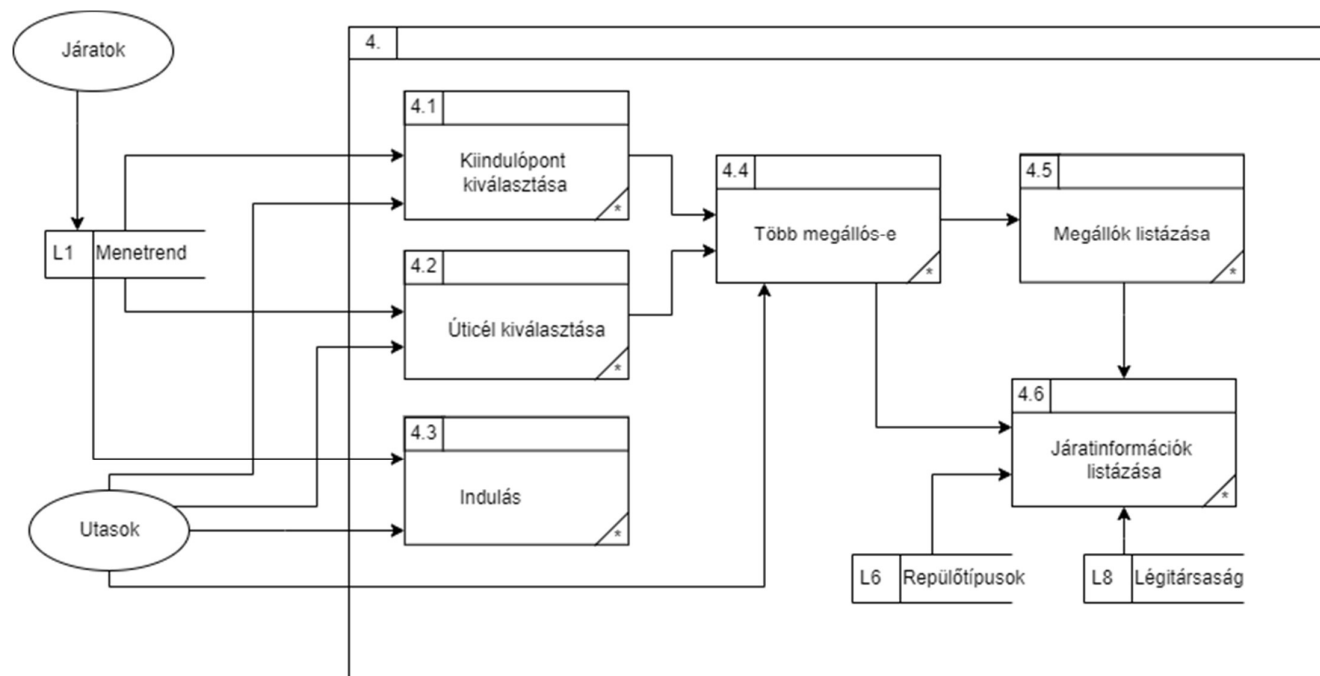 Járatok
4.
4.1
Kiindulópont
kiválasztása
*
4.4
Több megállós-e
*
4.5
Megállók listázása
*
L1
Menetrend
4.2
Úticél kiválasztása
*
4.3
Indulás
*
4.6
Járatinformációk
listázása
*
Utasok
L6
Repülőtípusok
L8
Légitársaság